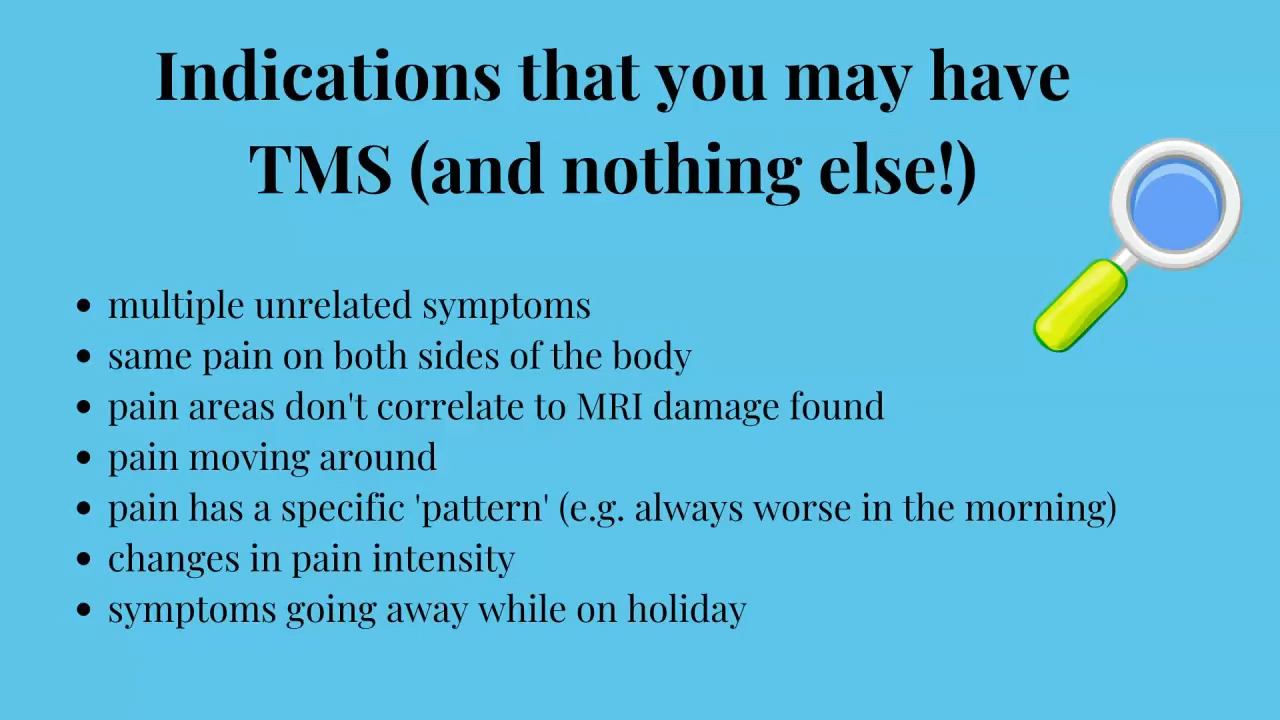 Indications that you may have
TMS (and nothing else!)
• multiple unrelated symptoms
• same pain on both sides of the body
• pain areas don't correlate to MRI damage found
• pain moving around
• pain has a specific 'pattern' (e.g. always worse in the morning)
• changes in pain intensity
• symptoms going away while on holiday